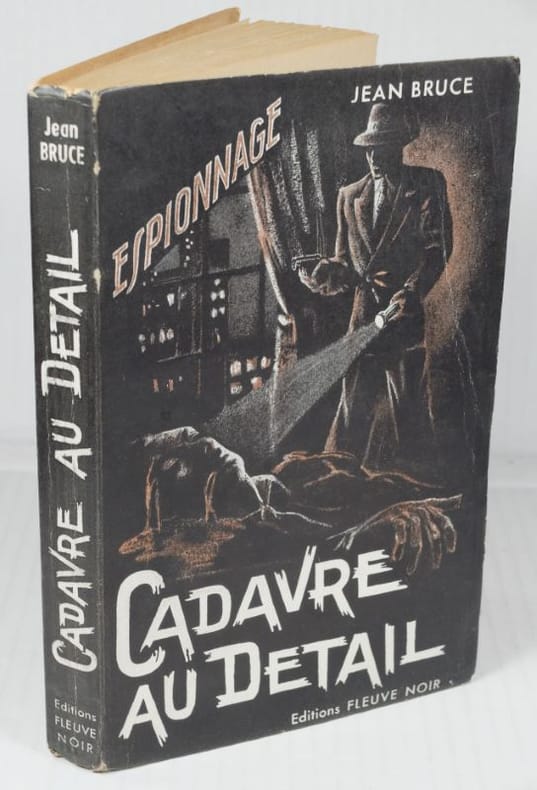 Jean
BRUCE
CADAVRE AU DETAIL
Editions
FLEUVE
NOIR
JEAN BRUCE
ESPIONNAGE
CADAVRE
AU DETAIL
Editions FLEUVE NOIR